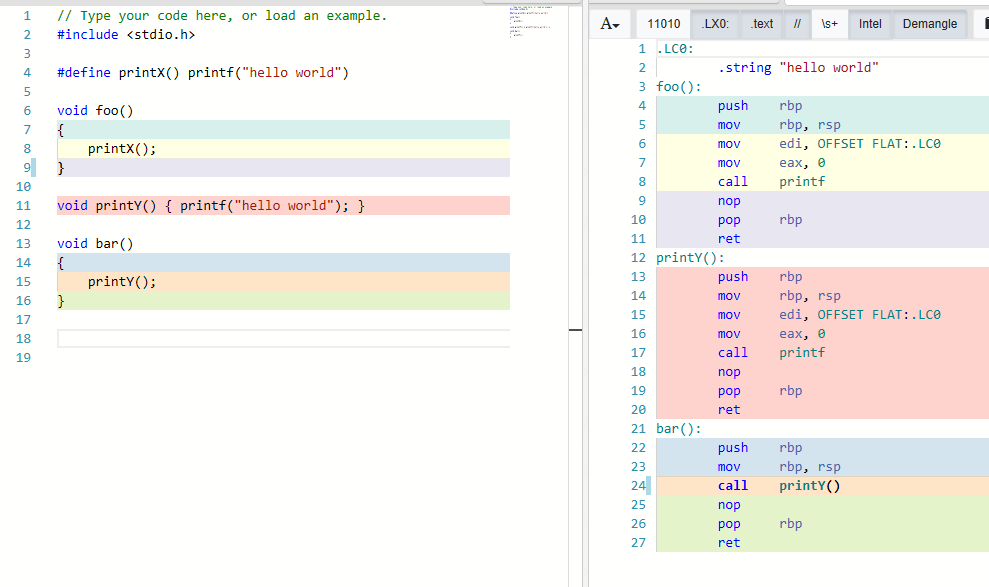 1 // Type your code here, or load an example.
2 #include <stdio.h>
3
4 #define printX() printf("hello world")
5
6 void foo()
7 {
8     printX();
9 }
10
11 void printY() { printf("hello world"); }
12
13 void bar()
14 {
15     printY();
16 }
17
18
19
A 11010 .LX0: .text // \s+ Intel Demangle
1 .LC0:
2         .string "hello world"
3 foo():
4         push    rbp
5         mov     rbp, rsp
6         mov     edi, OFFSET FLAT:.LC0
7         mov     eax, 0
8         call    printf
9         nop
10         pop     rbp
11         ret
12 printY():
13         push    rbp
14         mov     rbp, rsp
15         mov     edi, OFFSET FLAT:.LC0
16         mov     eax, 0
17         call    printf
18         nop
19         pop     rbp
20         ret
21 bar():
22         push    rbp
23         mov     rbp, rsp
24         call    printY()
25         nop
26         pop     rbp
27         ret